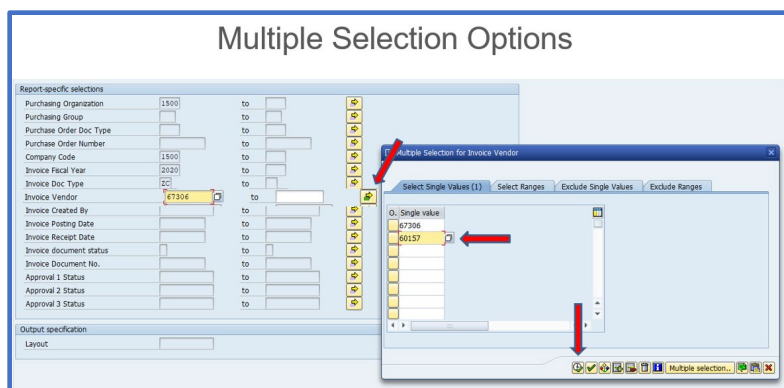 Multiple Selection Options
Report-specific selections
Purchasing Organization 1500 to
Purchasing Group to
Purchase Order Doc Type to
Purchase Order Number to
Company Code 1500 to
Invoice Fiscal Year 2020 to
Invoice Doc Type ZC to
Invoice Vendor 67306 to
Invoice Created By to
Invoice Posting Date to
Invoice Receipt Date to
Invoice document status to
Invoice Document No. to
Approval 1 Status to
Approval 2 Status to
Approval 3 Status to
Output specification
Layout
Multiple Selection for Invoice Vendor
Select Single Values (1) Select Ranges Exclude Single Values Exclude Ranges
O. Single value
67306
60157
Multiple selection..